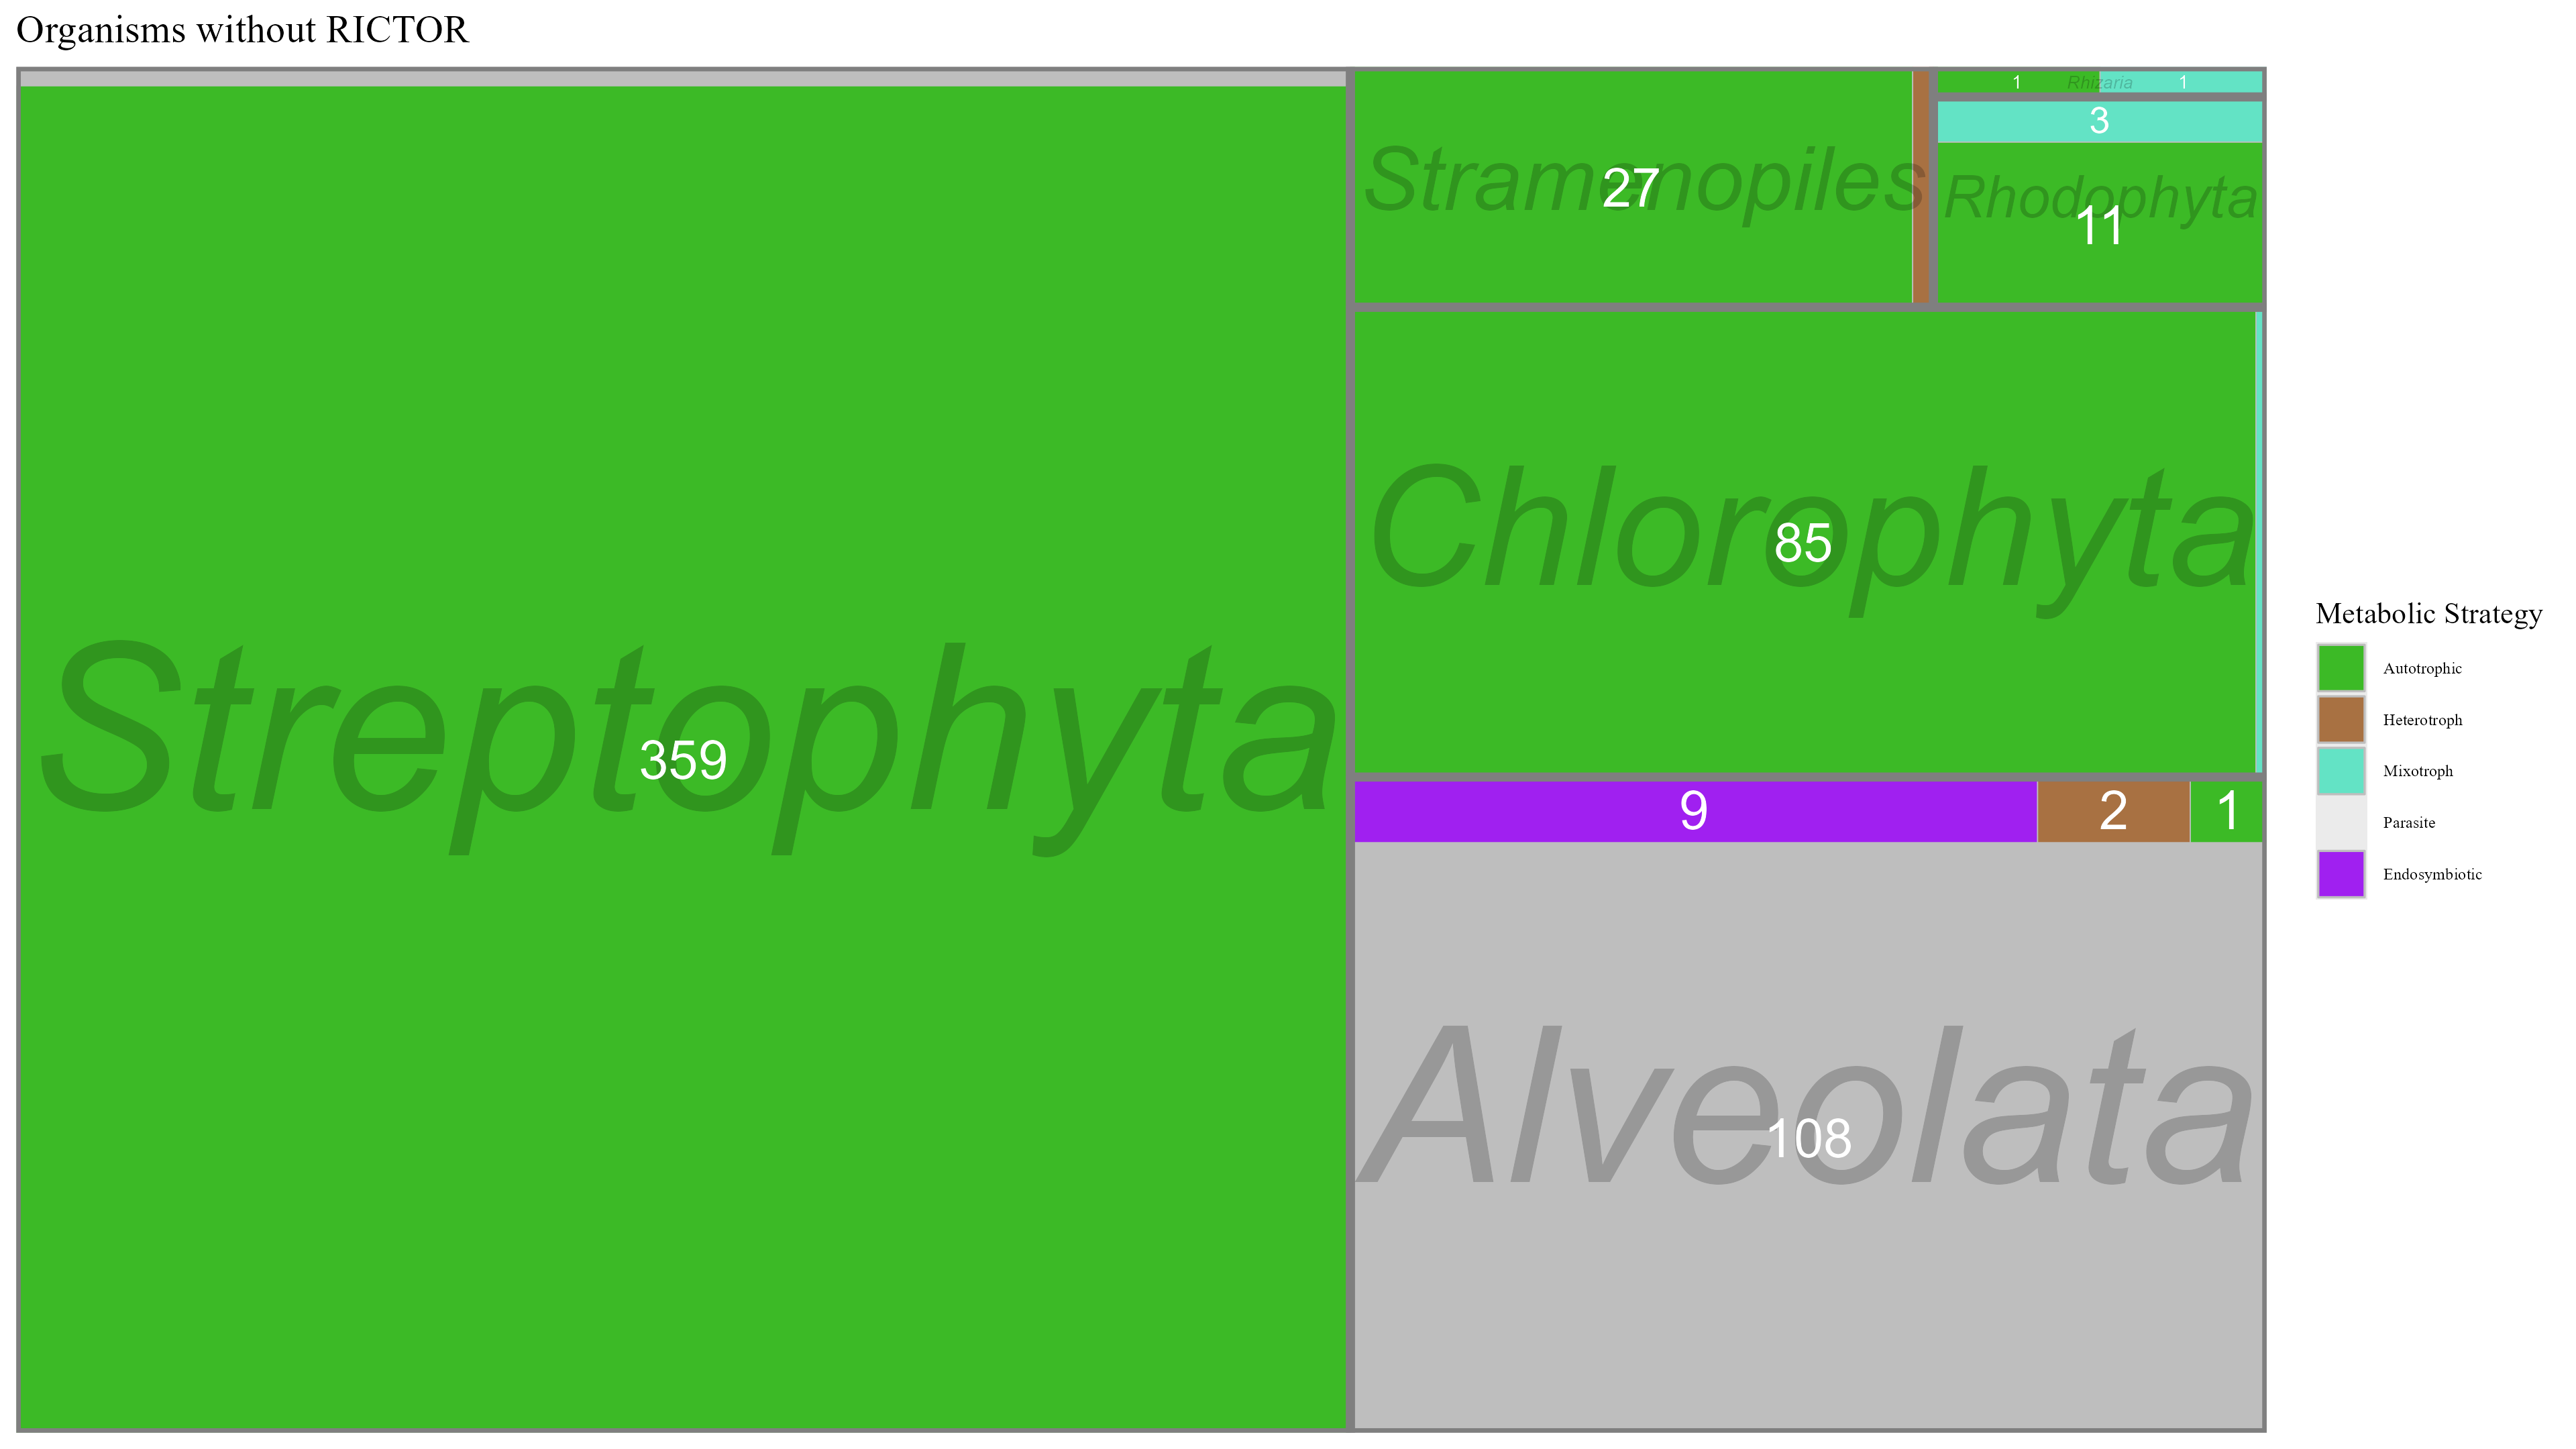 Organisms without RICTOR
Streptophyta
359
Stramenopiles
27
1
Rhizaria
1
3
Rhodophyta
11
Chlorophyta
85
9
2
1
Alveolata
108
Metabolic Strategy
Autotrophic
Heterotroph
Mixotroph
Parasite
Endosymbiotic